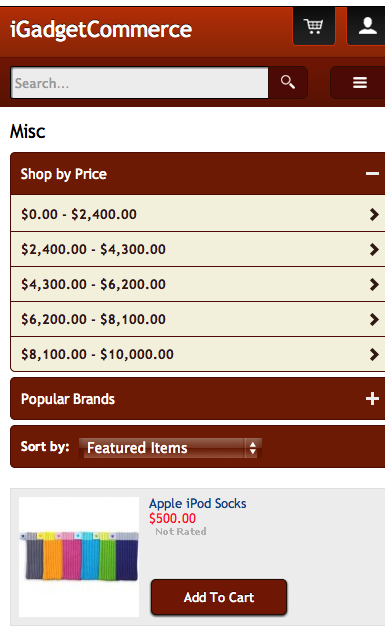 iGadgetCommerce
Search...
Misc
Shop by Price
$0.00 - $2,400.00
$2,400.00 - $4,300.00
$4,300.00 - $6,200.00
$6,200.00 - $8,100.00
$8,100.00 - $10,000.00
Popular Brands
Sort by: Featured Items
Apple iPod Socks
$500.00
Not Rated
Add To Cart